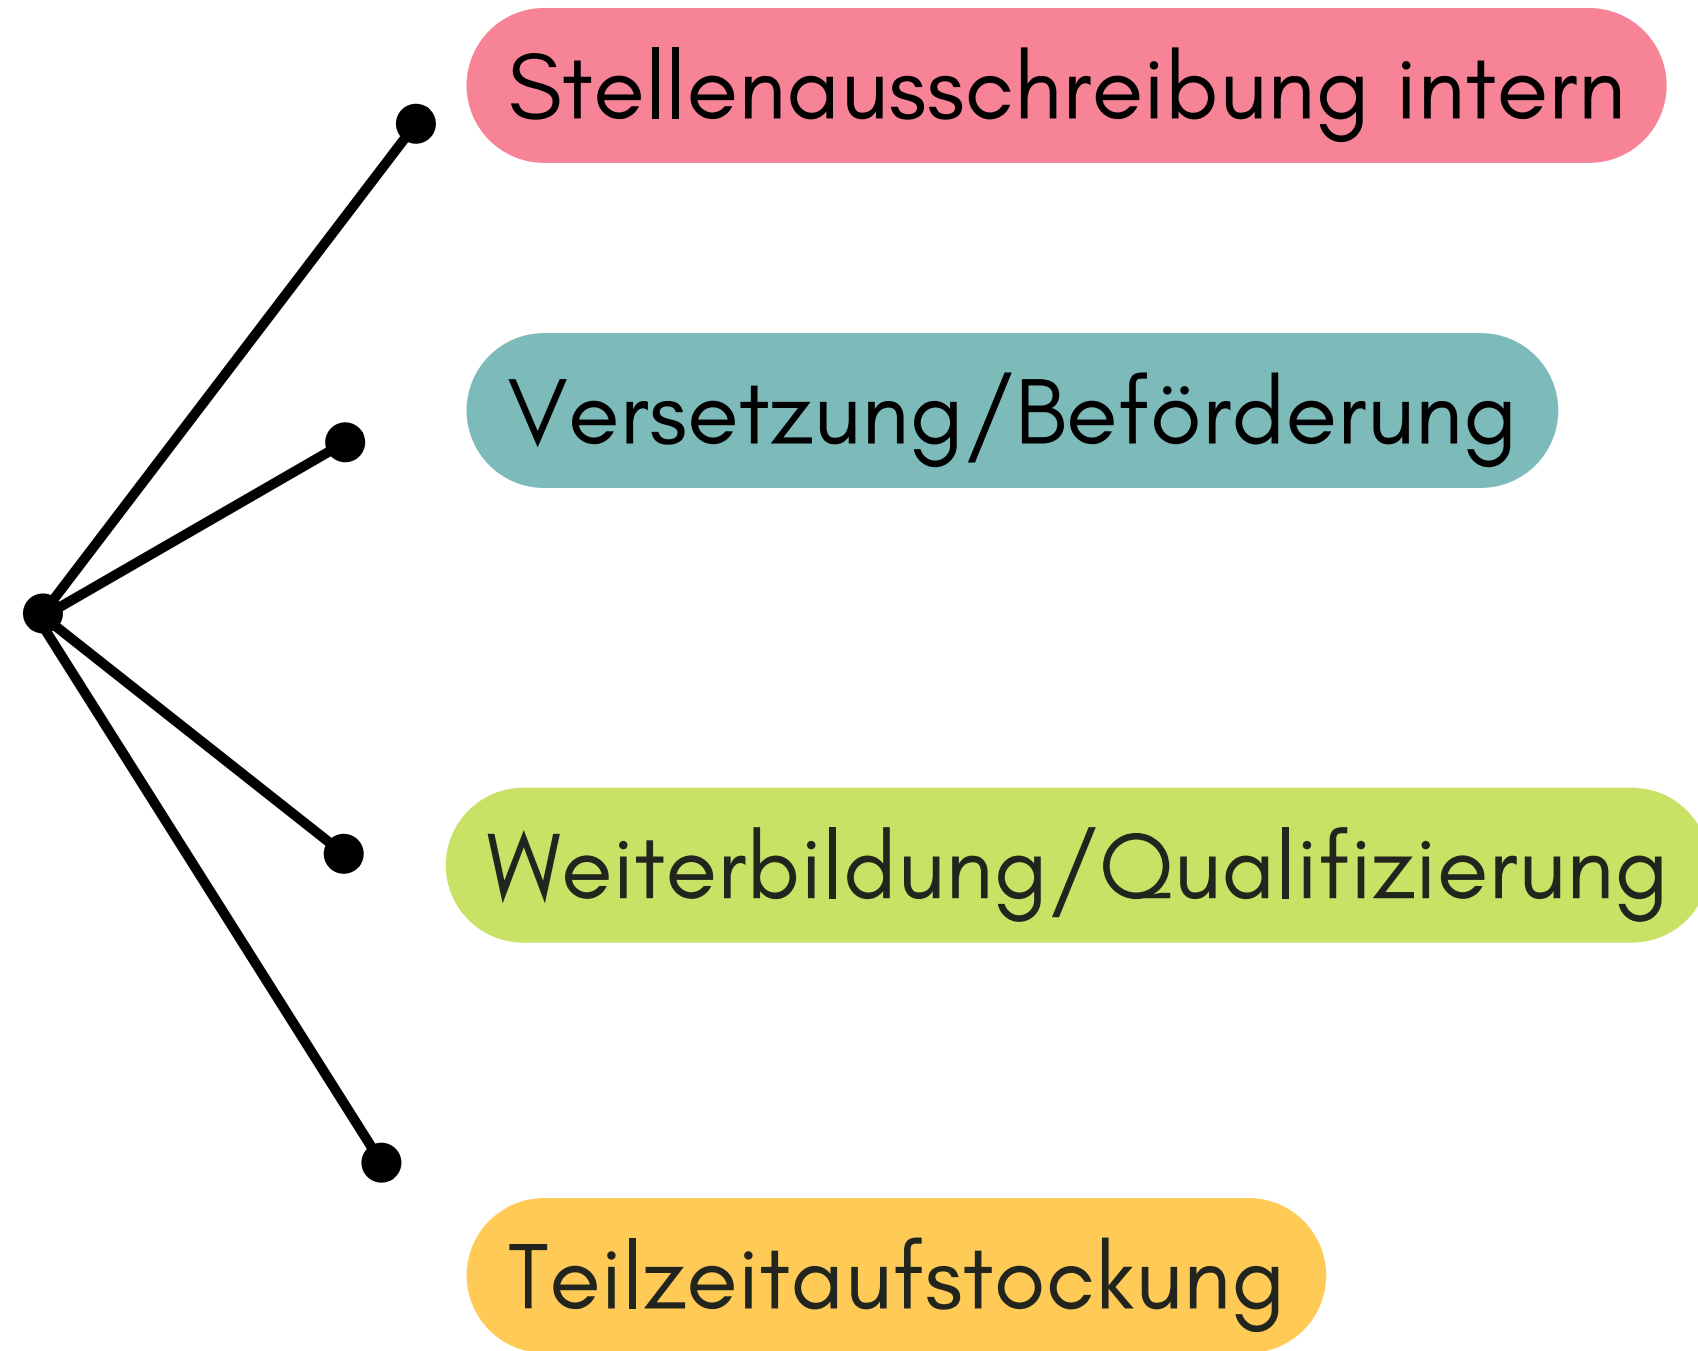 Stellenausschreibung intern
Versetzung/Beförderung
Weiterbildung/Qualifizierung
Teilzeitaufstockung